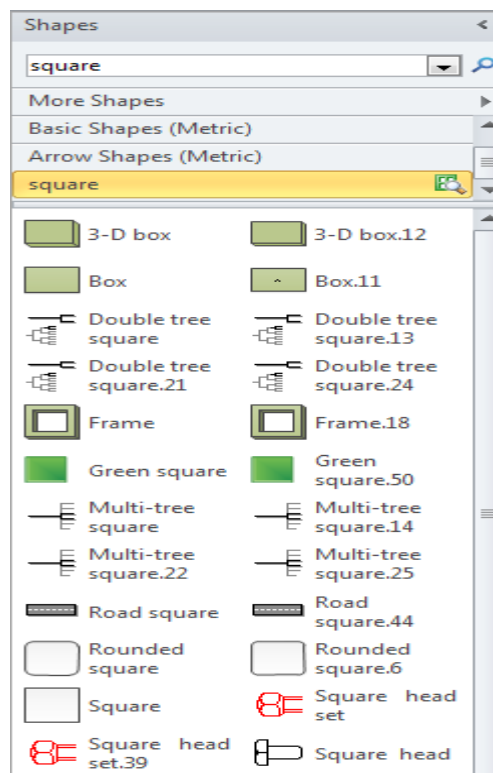 Shapes
square
More Shapes
Basic Shapes (Metric)
Arrow Shapes (Metric)
square
3-D box
3-D box.12
Box
Box.11
Double tree
square
Double tree
square.13
Double tree
square.21
Double tree
square.24
Frame
Frame.18
Green square
Green
square.50
Multi-tree
square
Multi-tree
square.14
Multi-tree
square.22
Multi-tree
square.25
Road square
Road
square.44
Rounded
square
Rounded
square.6
Square
Square head
set
Square head
set.39
Square head